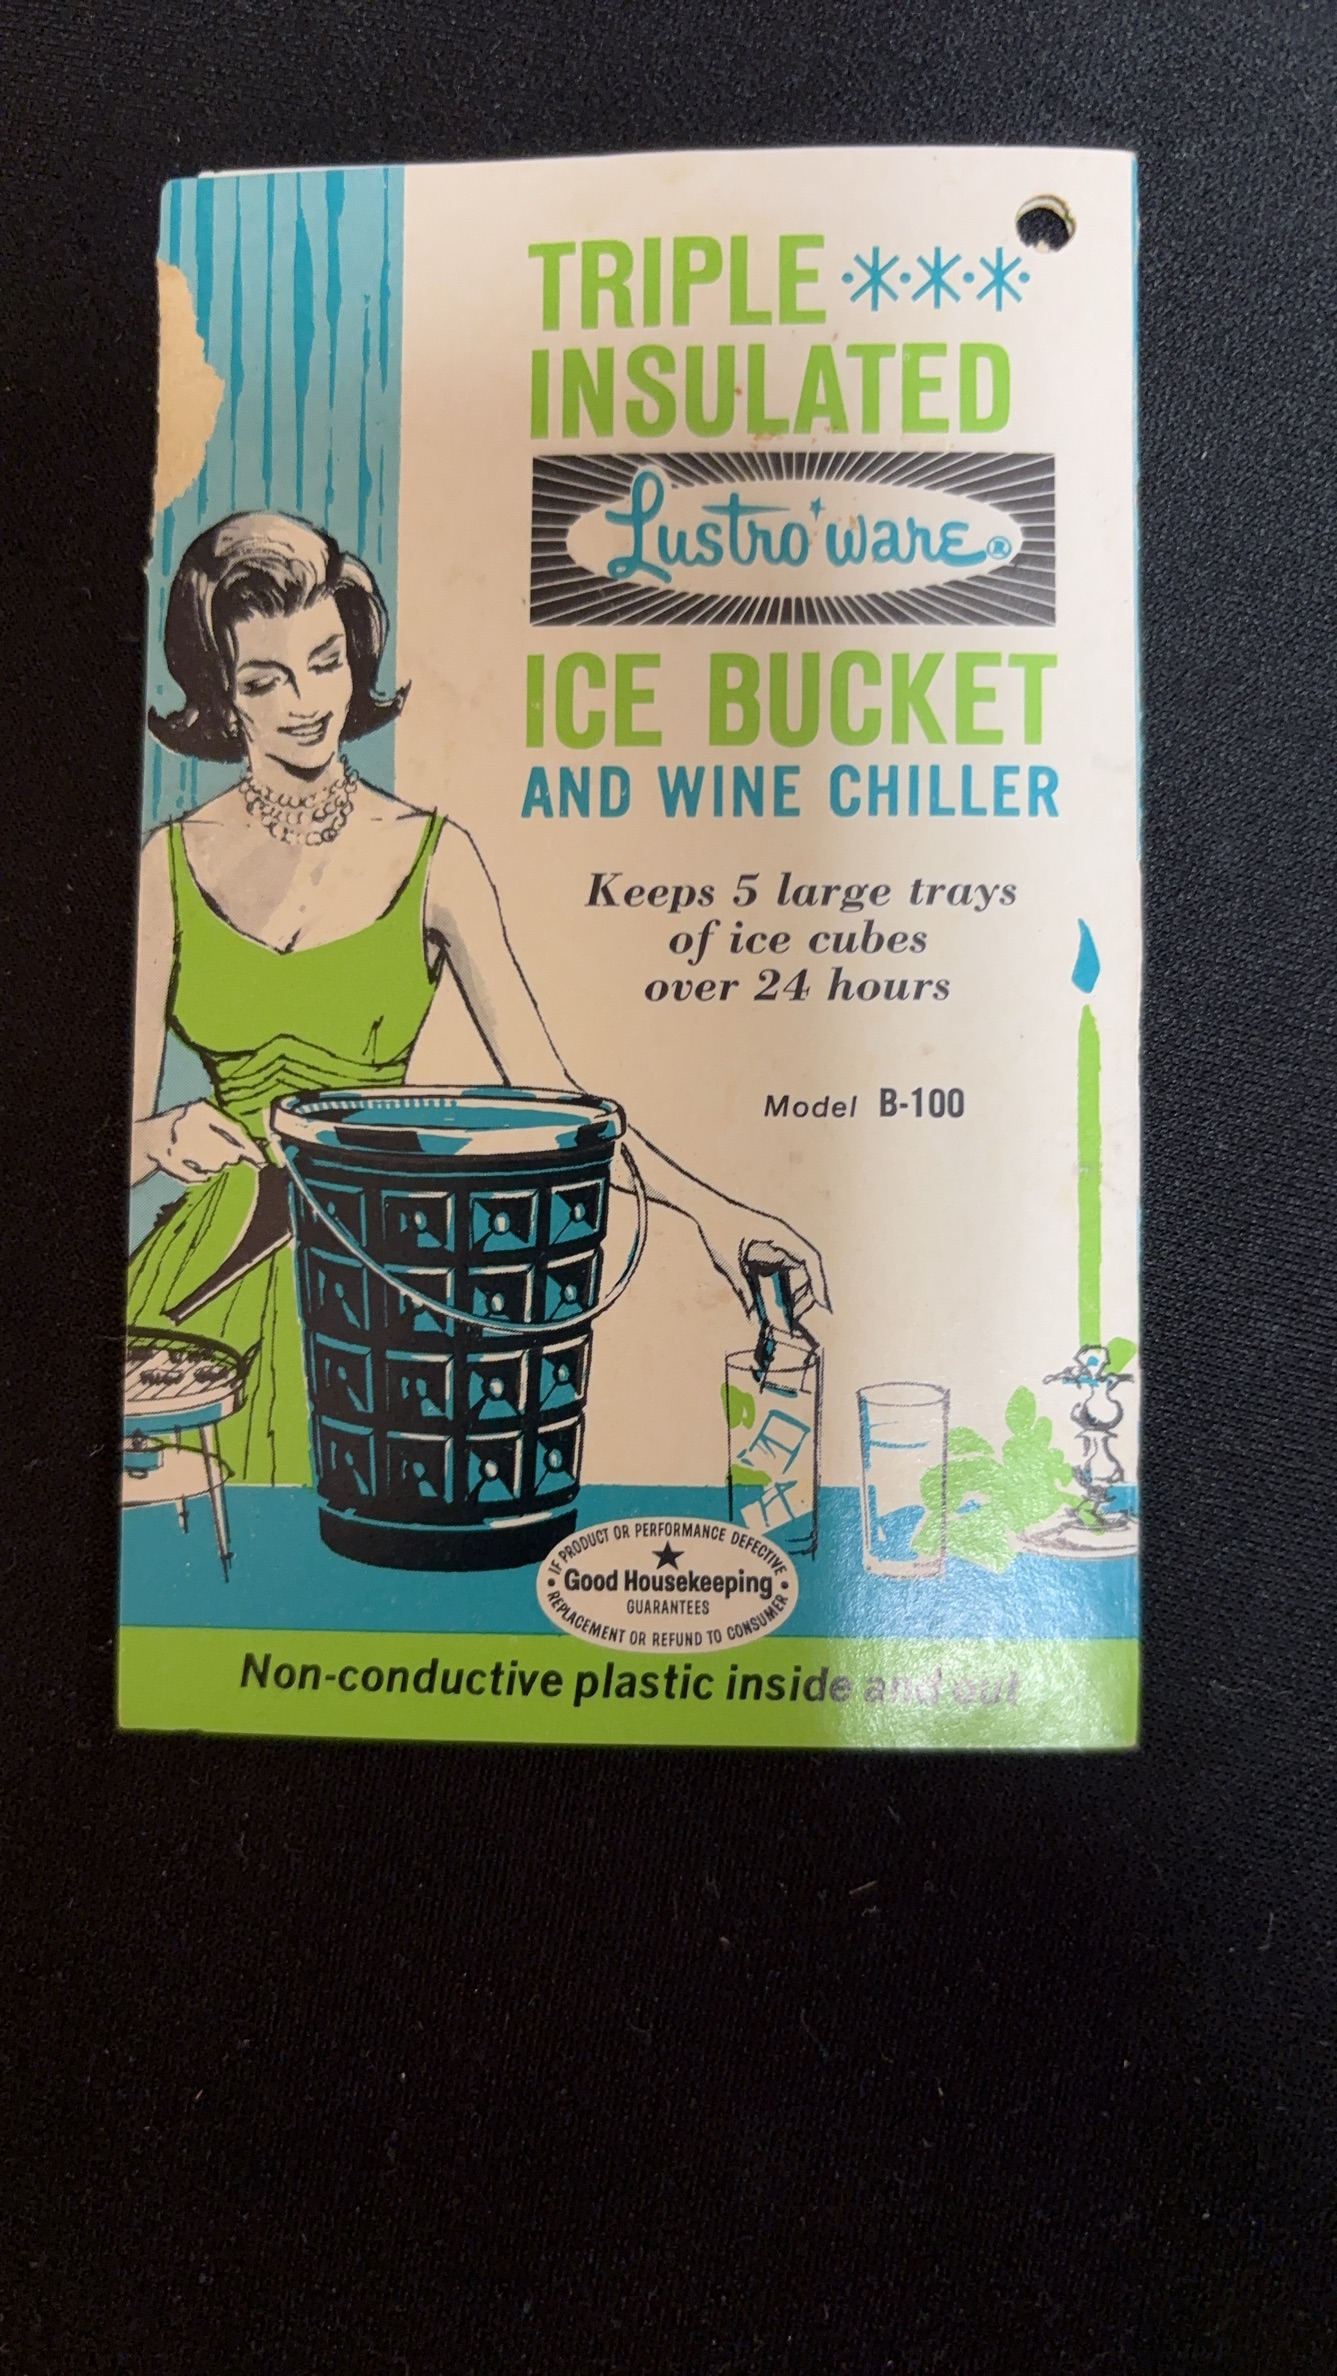 TRIPLE ***
INSULATED
Lustro ware®
ICE BUCKET
AND WINE CHILLER
Keeps 5 large trays
of ice cubes
over 24 hours
Model B-100
IF PRODUCT OR PERFORMANCE DEFECTIVE
Good Housekeeping
GUARANTEES
REPLACEMENT OR REFUND TO CONSUMER
Non-conductive plastic inside and out